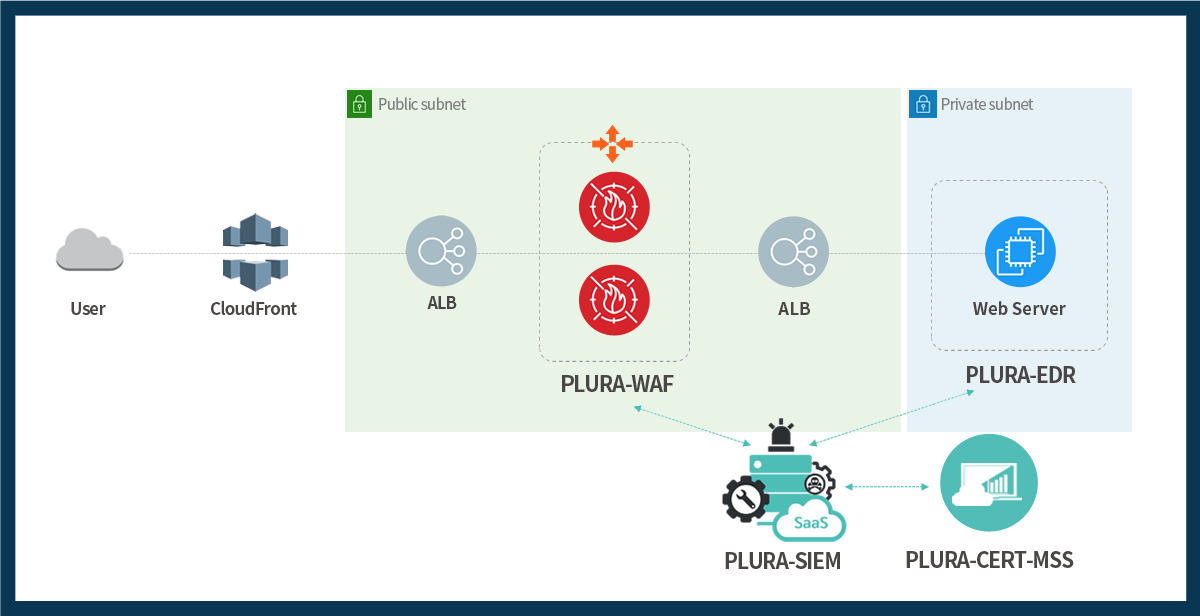 Public subnet
Private subnet
User
CloudFront
ALB
ALB
Web Server
PLURA-WAF
PLURA-EDR
SaaS
PLURA-SIEM
PLURA-CERT-MSS